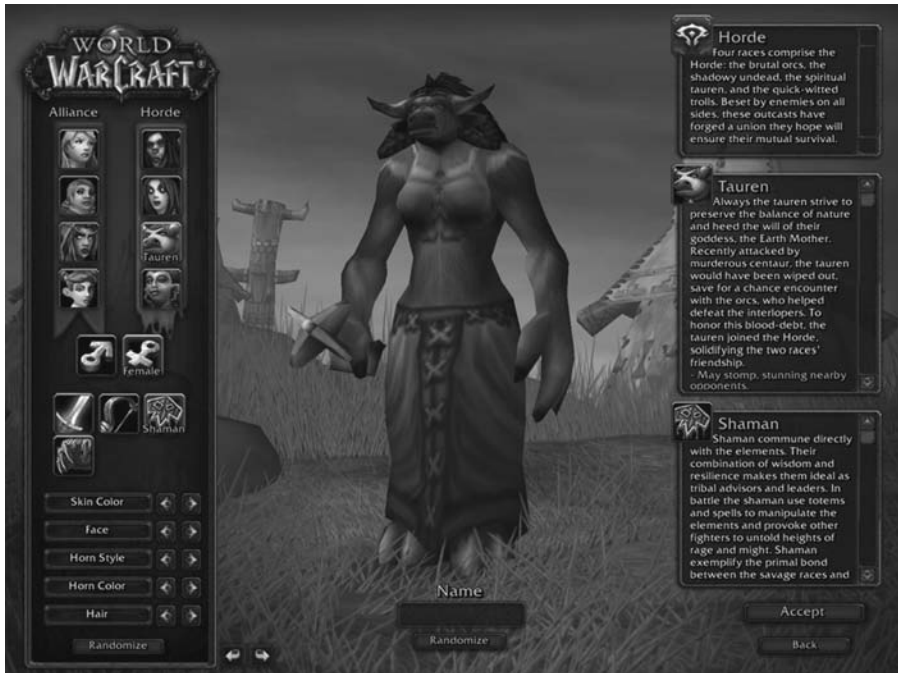 WORLD
WARCRAFT®
Alliance
Horde
Tauren
Female
Shaman
Skin Color
Face
Horn Style
Horn Color
Hair
Randomize
Name
Randomize
Horde
Four races comprise the
Horde: the brutal orcs, the
shadowy undead, the spiritual
tauren, and the quick-witted
trolls. Beset by enemies on all
sides, these outcasts have
forged a union they hope will
ensure their mutual survival.
Tauren
Always the tauren strive to
preserve the balance of nature
and heed the will of their
goddess, the Earth Mother.
Recently attacked by
murderous centaur, the tauren
would have been wiped out,
save for a chance encounter
with the orcs, who helped
defeat the interlopers. To
honor this blood-debt, the
tauren joined the Horde,
solidifying the two races'
friendship.
- May stomp, stunning nearby
opponents.
Shaman
Shaman commune directly
with the elements. Their
combination of wisdom and
resilience makes them ideal as
tribal advisors and leaders. In
battle the shaman use totems
and spells to manipulate the
elements and provoke other
fighters to untold heights of
rage and might. Shaman
exemplify the primal bond
between the savage races and
Accept
Back